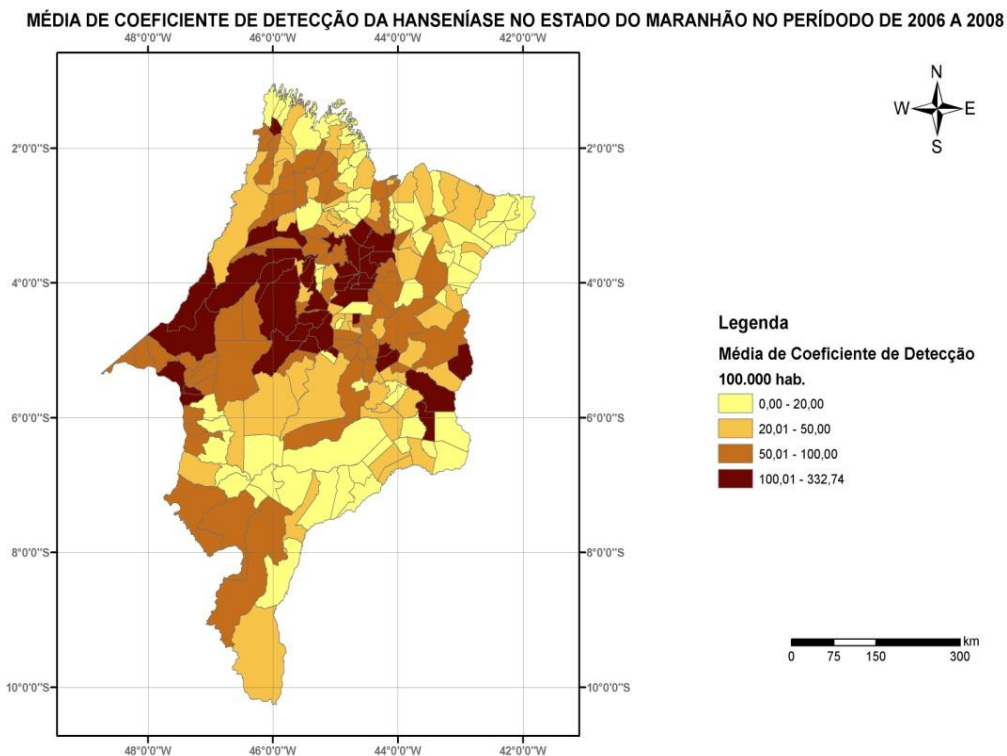 MÉDIA DE COEFICIENTE DE DETECÇÃO DA HANSENÍASE NO ESTADO DO MARANHÃO NO PERÍDODO DE 2006 A 2008
48°0'0"W 46°0'0"W 44°0'0"W 42°0'0"W
N
W E
S
2°0'0"S 2°0'0"S
4°0'0"S 4°0'0"S
Legenda
Média de Coeficiente de Detecção
100.000 hab.
0,00 - 20,00
20,01 - 50,00
50,01 - 100,00
100,01 - 332,74
6°0'0"S 6°0'0"S
8°0'0"S 8°0'0"S
km
0 75 150 300
10°0'0"S 10°0'0"S
48°0'0"W 46°0'0"W 44°0'0"W 42°0'0"W